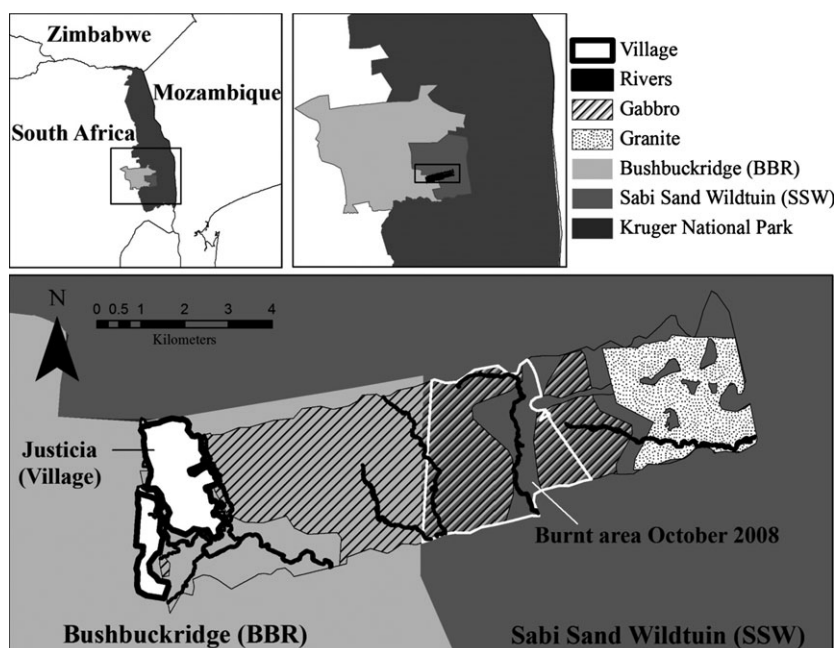 Zimbabwe
Mozambique
South Africa
Village
Rivers
Gabbro
Granite
Bushbuckridge (BBR)
Sabi Sand Wildtuin (SSW)
Kruger National Park
N
0 0.5 1 2 3 4
Kilometers
Justicia
(Village)
Burnt area October 2008
Bushbuckridge (BBR)
Sabi Sand Wildtuin (SSW)